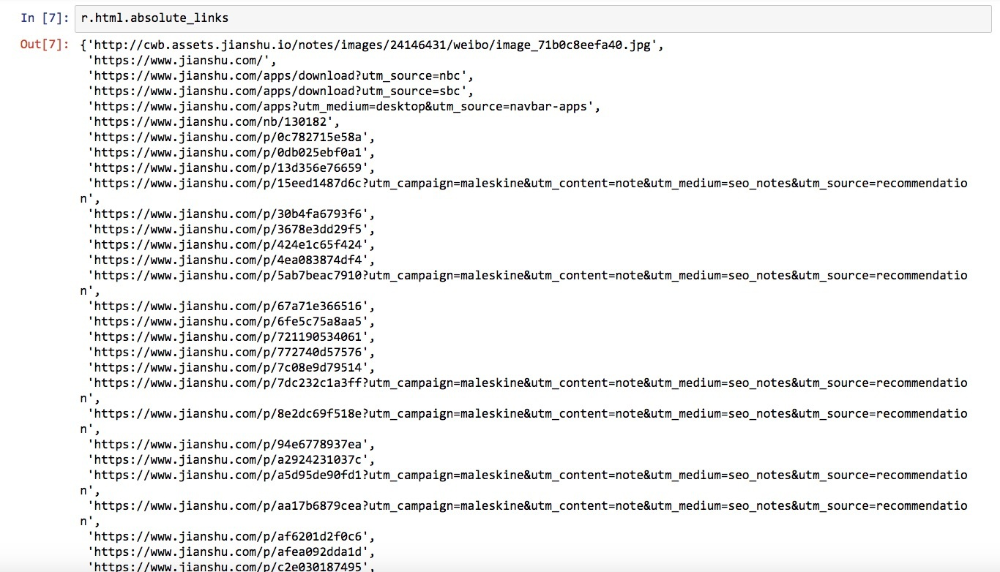 In [7]: r.html.absolute_links
Out[7]: {'http://cwb.assets.jianshu.io/notes/images/24146431/weibo/image_71b0c8eefa40.jpg',
'https://www.jianshu.com/',
'https://www.jianshu.com/apps/download?utm_source=nbc',
'https://www.jianshu.com/apps/download?utm_source=sbc',
'https://www.jianshu.com/apps?utm_medium=desktop&utm_source=navbar-apps',
'https://www.jianshu.com/nb/130182',
'https://www.jianshu.com/p/0c782715e58a',
'https://www.jianshu.com/p/0db025ebf0a1',
'https://www.jianshu.com/p/13d356e76659',
'https://www.jianshu.com/p/15eed1487d6c?utm_campaign=maleskine&utm_content=note&utm_medium=seo_notes&utm_source=recommendatio
n',
'https://www.jianshu.com/p/30b4fa6793f6',
'https://www.jianshu.com/p/3678e3dd29f5',
'https://www.jianshu.com/p/424e1c65f424',
'https://www.jianshu.com/p/4ea083874df4',
'https://www.jianshu.com/p/5ab7beac7910?utm_campaign=maleskine&utm_content=note&utm_medium=seo_notes&utm_source=recommendatio
n',
'https://www.jianshu.com/p/67a71e366516',
'https://www.jianshu.com/p/6fe5c75a8aa5',
'https://www.jianshu.com/p/721190534061',
'https://www.jianshu.com/p/772740d57576',
'https://www.jianshu.com/p/7c08e9d79514',
'https://www.jianshu.com/p/7dc232c1a3ff?utm_campaign=maleskine&utm_content=note&utm_medium=seo_notes&utm_source=recommendatio
n',
'https://www.jianshu.com/p/8e2dc69f518e?utm_campaign=maleskine&utm_content=note&utm_medium=seo_notes&utm_source=recommendatio
n',
'https://www.jianshu.com/p/94e6778937ea',
'https://www.jianshu.com/p/a2924231037c',
'https://www.jianshu.com/p/a5d95de90fd1?utm_campaign=maleskine&utm_content=note&utm_medium=seo_notes&utm_source=recommendatio
n',
'https://www.jianshu.com/p/aa17b6879cea?utm_campaign=maleskine&utm_content=note&utm_medium=seo_notes&utm_source=recommendatio
n',
'https://www.jianshu.com/p/af6201d2f0c6',
'https://www.jianshu.com/p/afea092dda1d',
'https://www.jianshu.com/p/c2e030187495',